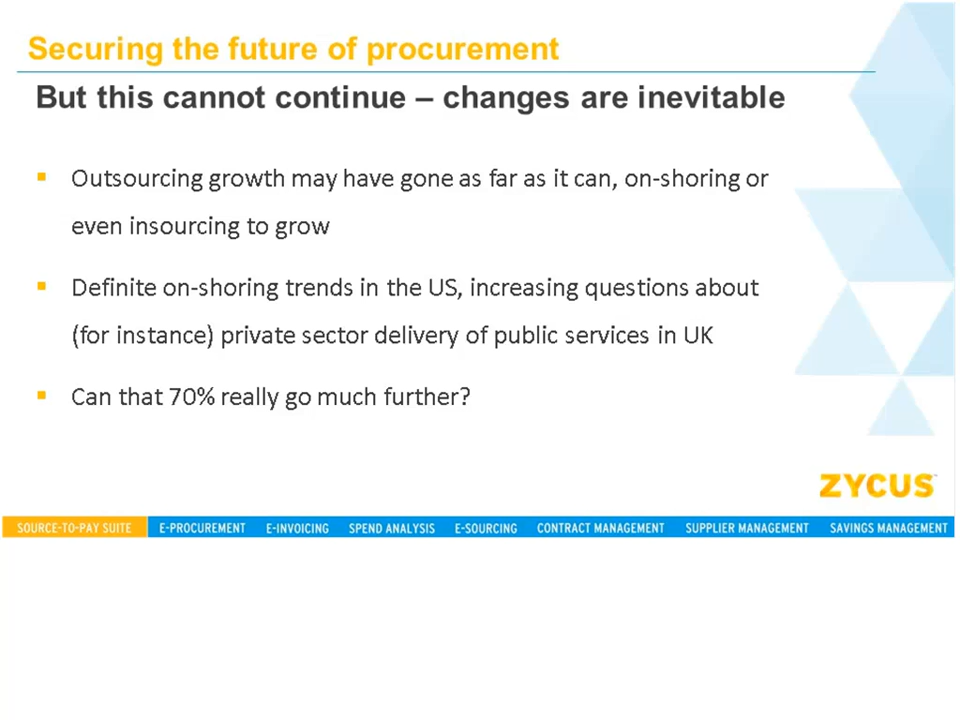 Securing the future of procurement
But this cannot continue – changes are inevitable
▪ Outsourcing growth may have gone as far as it can, on-shoring or
even insourcing to grow
▪ Definite on-shoring trends in the US, increasing questions about
(for instance) private sector delivery of public services in UK
▪ Can that 70% really go much further?
ZYCUS™
SOURCE-TO-PAY SUITE E-PROCUREMENT E-INVOICING SPEND ANALYSIS E-SOURCING CONTRACT MANAGEMENT SUPPLIER MANAGEMENT SAVINGS MANAGEMENT